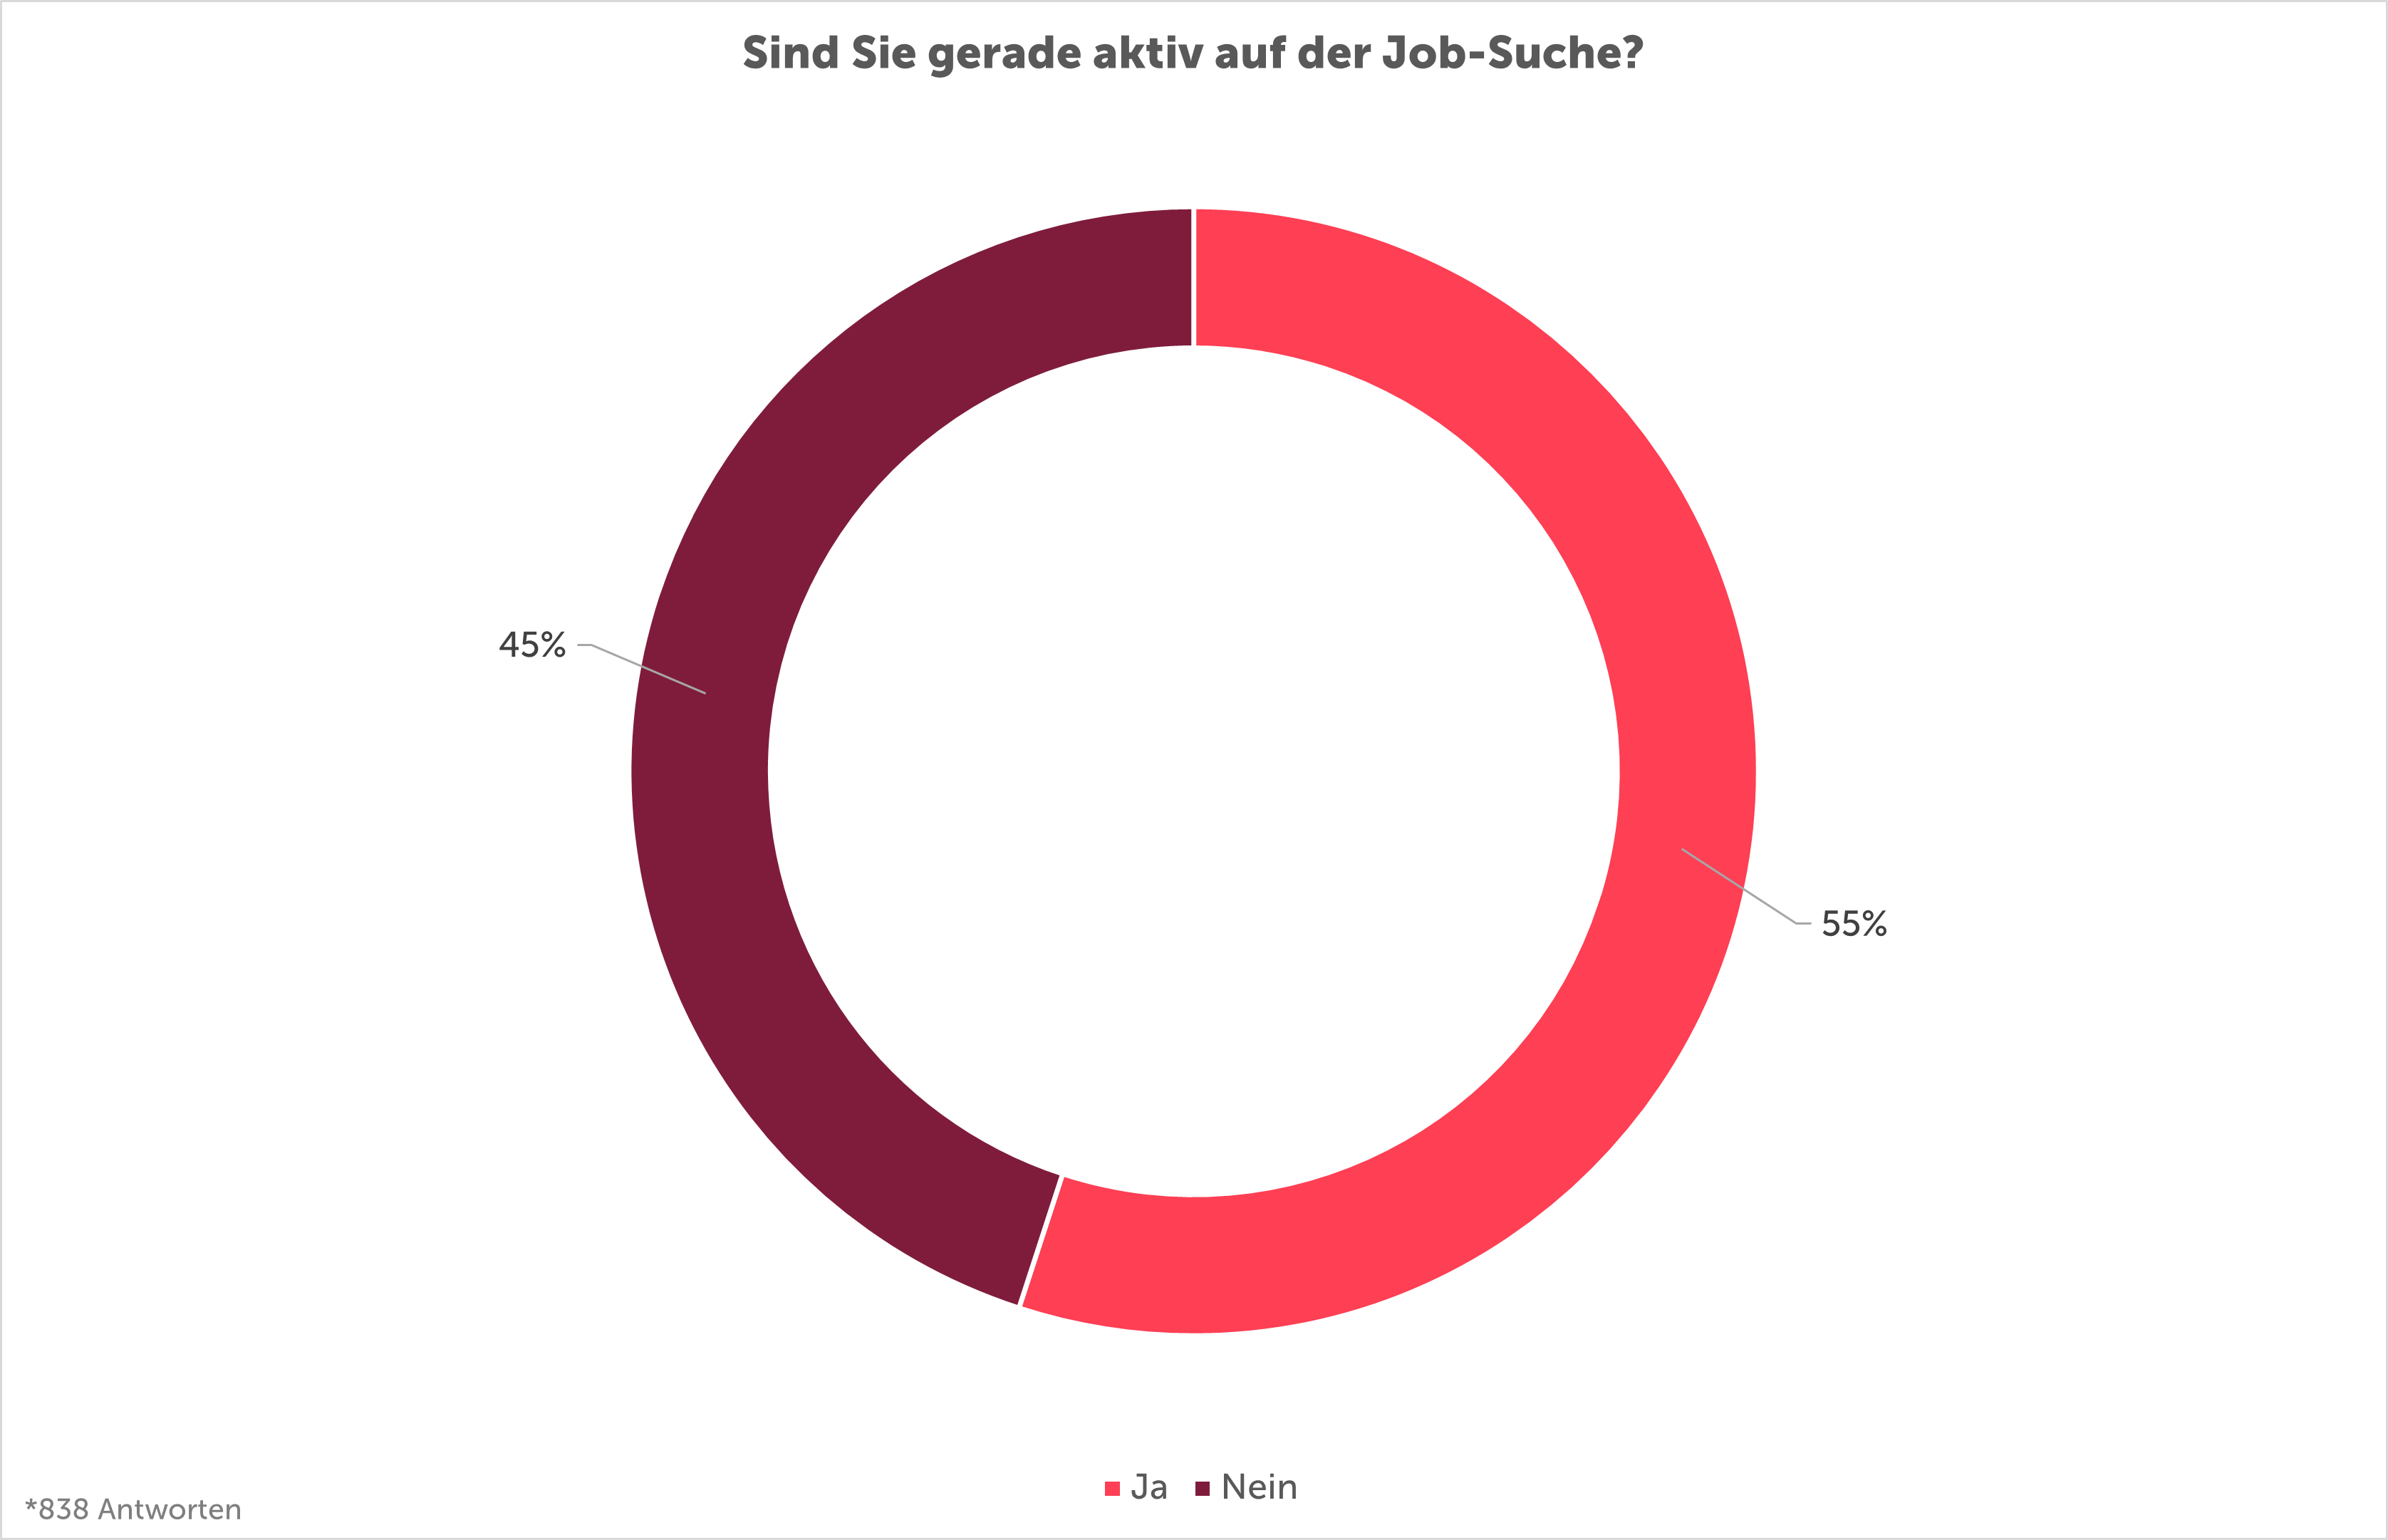 Sind Sie gerade aktiv auf der Job-Suche?
45%
55%
Ja Nein
*838 Antworten